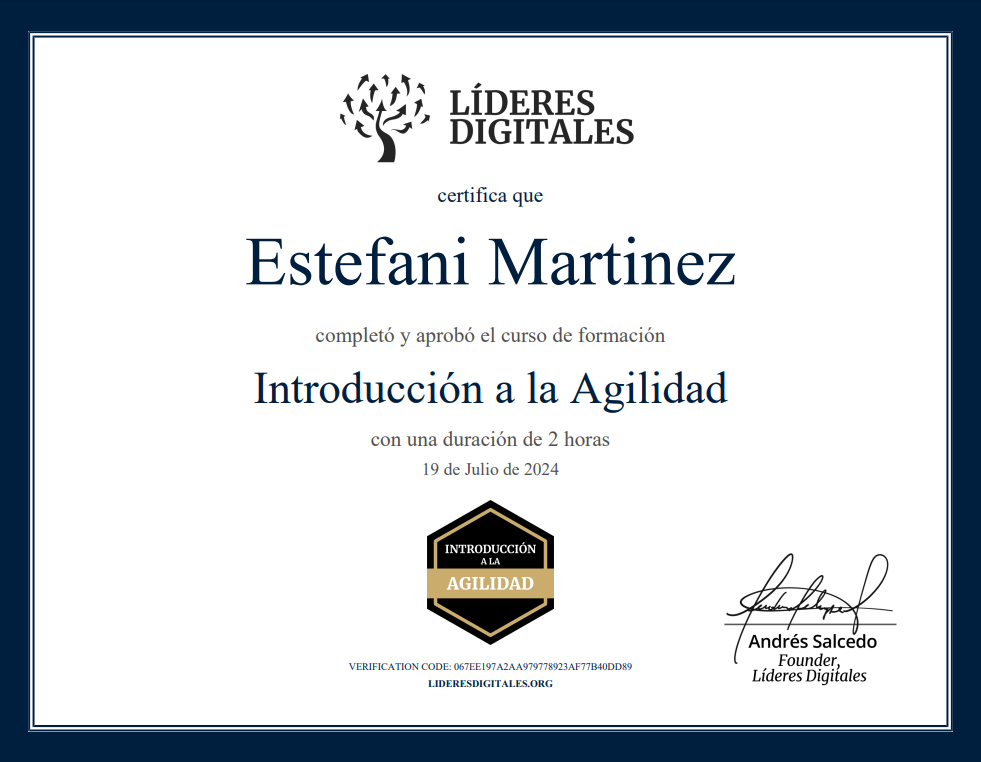 LÍDERES
DIGITALES
certifica que
Estefani Martinez
completó y aprobó el curso de formación
Introducción a la Agilidad
con una duración de 2 horas
19 de Julio de 2024
INTRODUCCIÓN
A LA
AGILIDAD
Andrés Salcedo
Founder,
Líderes Digitales
VERIFICATION CODE: 067EE197A2AA979778923AF77B40DD89
LIDERESDIGITALES.ORG